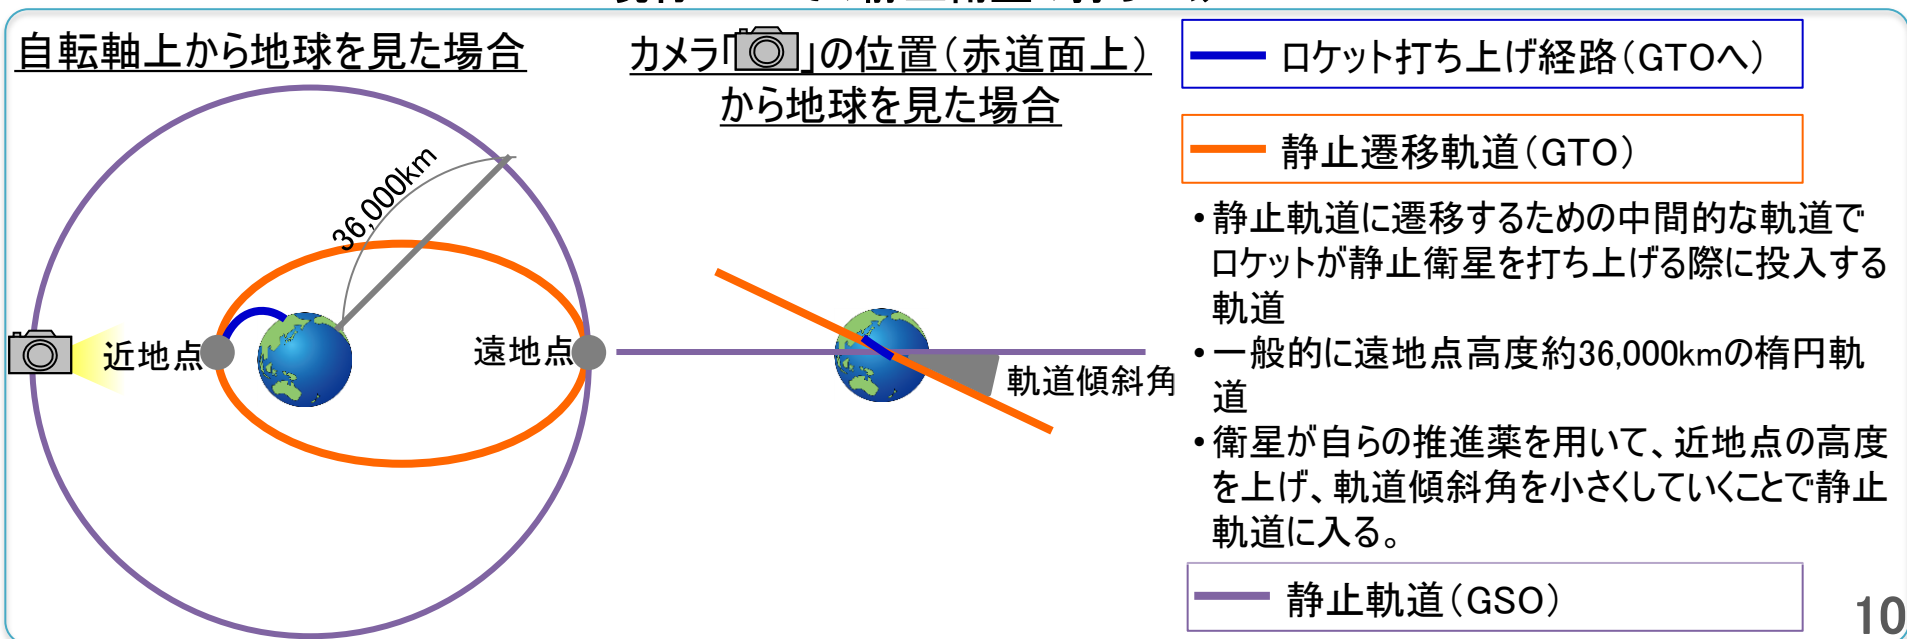 自転軸上から地球を見た場合
36,000km
近地点
遠地点
カメラ「」の位置（赤道面上）
から地球を見た場合
軌道傾斜角
ロケット打ち上げ経路（GTOへ）
静止遷移軌道（GTO）
・静止軌道に遷移するための中間的な軌道で
ロケットが静止衛星を打ち上げる際に投入する
軌道
・一般的に遠地点高度約36,000kmの楕円軌
道
・衛星が自らの推進薬を用いて、近地点の高度
を上げ、軌道傾斜角を小さくしていくことで静止
軌道に入る。
静止軌道（GSO）
10